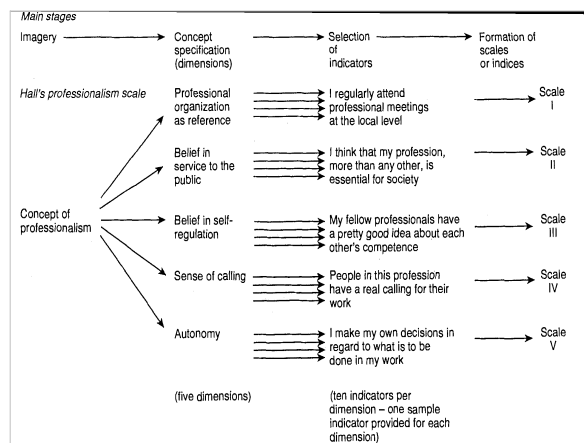 Main stages
Imagery
Concept
specification
(dimensions)
Selection
of
indicators
Formation of
scales
or indices
Hall's professionalism scale
Professional
organization
as reference
I regularly attend
professional meetings
at the local level
Scale
I
Belief in
service to the
public
I think that my profession,
more than any other, is
essential for society
Scale
II
Concept of
professionalism
Belief in self-
regulation
My fellow professionals have
a pretty good idea about each
other's competence
Scale
III
Sense of calling
People in this profession
have a real calling for their
work
Scale
IV
Autonomy
I make my own decisions in
regard to what is to be
done in my work
Scale
V
(five dimensions)
(ten indicators per
dimension – one sample
indicator provided for each
dimension)